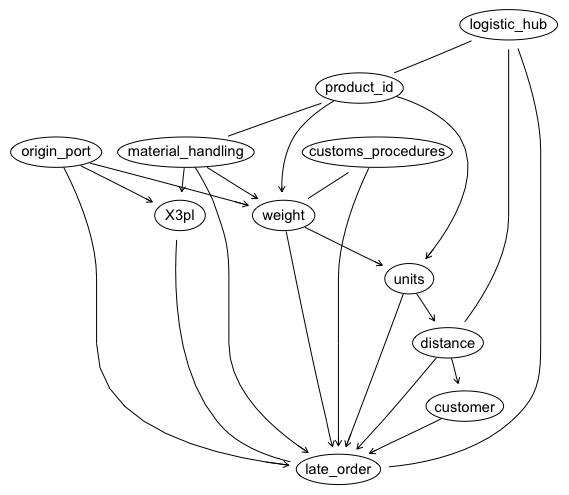 logistic_hub
product_id
origin_port
material_handling
customs_procedures
X3pl
weight
units
distance
customer
late_order